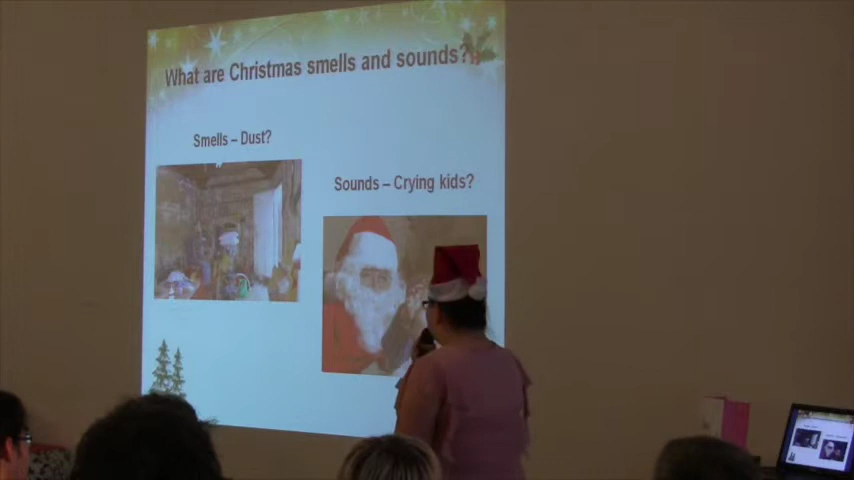 What are Christmas smells and sounds?
Smells – Dust?
Sounds – Crying kids?